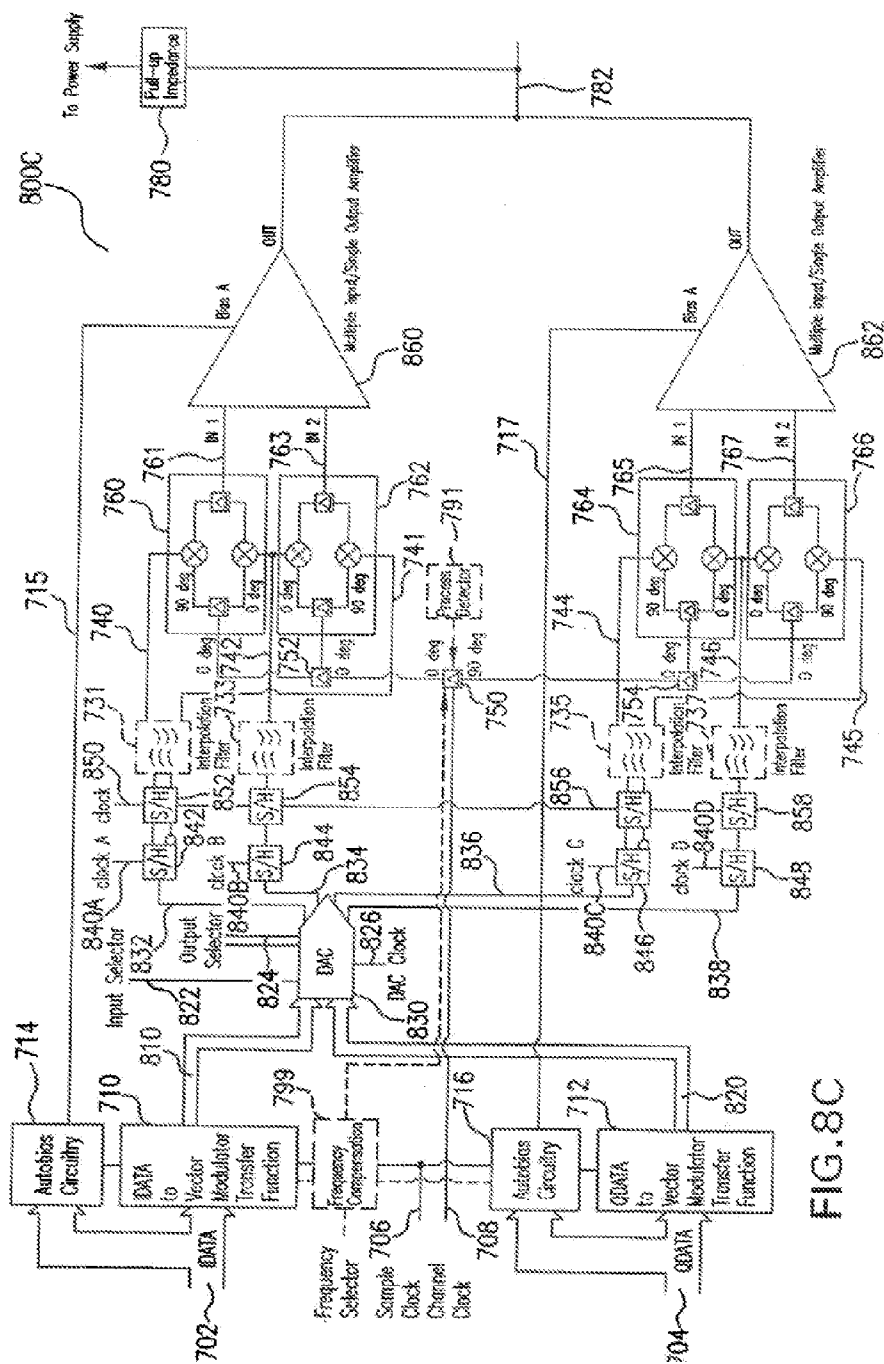 800C
To Power Supply
Pull-up
Impedance
780
782
715
Bias A
OUT
Multiple Input/Single Output Amplifier
860
IN 1
IN 2
761
763
760
762
90 deg
0 deg
0 deg
90 deg
740
742
741
0 deg
752
0 deg
731
733
Interpolation
Filter
Interpolation
Filter
850
clock
S/H
852
S/H
854
clock A
840A
S/H
842
clock B
840B
S/H
844
832
834
Input Selector
822
Output
Selector
824
DAC
826
DAC Clock
830
836
838
714
Autobias
Circuitry
710
IDATA
to
Vector
Modulator
Transfer
Function
810
702
IDATA
799
Frequency
Compensation
Frequency
Selector
706
Sample
Clock
Channel
Clock
708
Process
Detector
791
0 deg
90 deg
750
717
Bias A
OUT
Multiple Input/Single Output Amplifier
862
IN 1
IN 2
765
767
764
766
90 deg
0 deg
0 deg
90 deg
744
746
745
0 deg
754
0 deg
735
737
Interpolation
Filter
Interpolation
Filter
856
S/H
S/H
858
clock C
840C
S/H
846
clock D
840D
S/H
848
716
Autobias
Circuitry
712
QDATA
to
Vector
Modulator
Transfer
Function
820
704
QDATA
FIG.8C